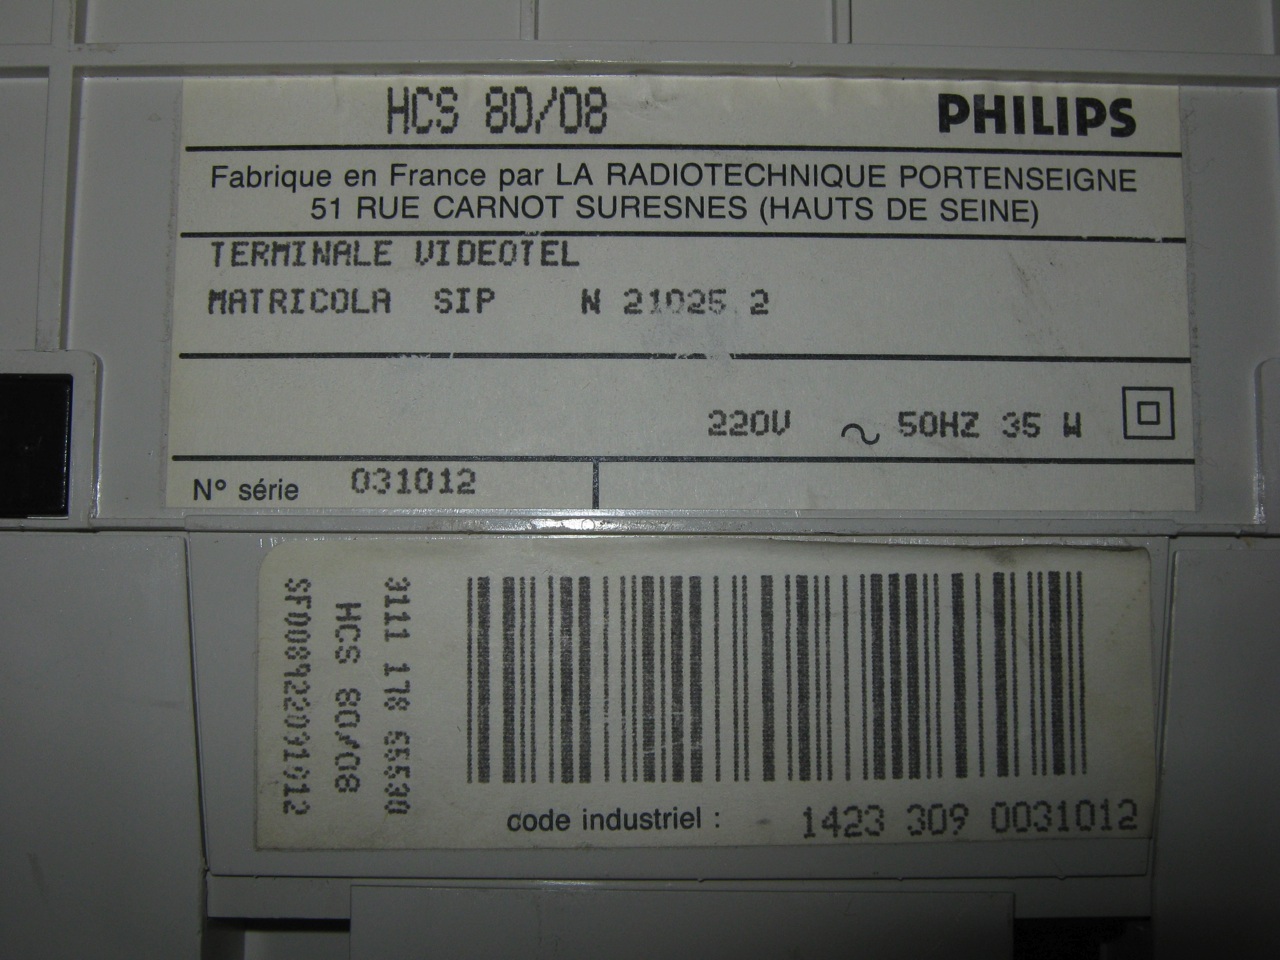 HCS 80/08 PHILIPS
Fabrique en France par LA RADIOTECHNIQUE PORTENSEIGNE
51 RUE CARNOT SURESNES (HAUTS DE SEINE)
TERMINALE VIDEOTEL
MATRICOLA SIP N 21025 2
220V ~ 50HZ 35 W
N° série 031012
3111 178 65530
HCS 80/08
SF008922031012
code industriel : 1423 309 0031012